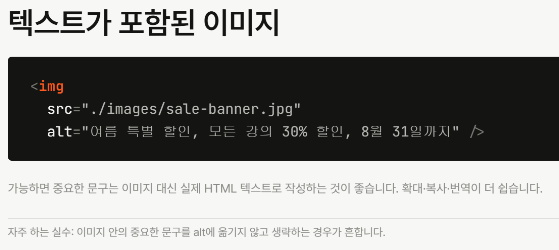 텍스트가 포함된 이미지
<img
src="./images/sale-banner.jpg"
alt="여름 특별 할인, 모든 강의 30% 할인, 8월 31일까지" />
가능하면 중요한 문구는 이미지 대신 실제 HTML 텍스트로 작성하는 것이 좋습니다. 확대·복사·번역이 더 쉽습니다.
자주 하는 실수: 이미지 안의 중요한 문구를 alt에 옮기지 않고 생략하는 경우가 흔합니다.